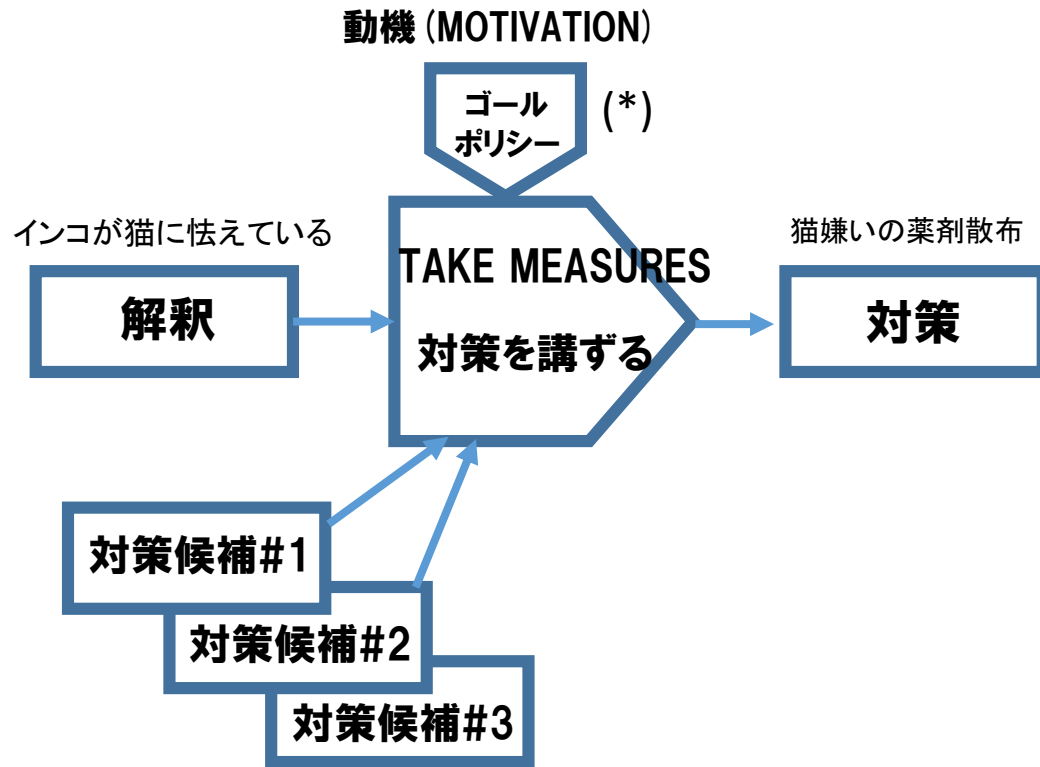 動機(MOTIVATION)
ゴール
ポリシー
(*)
インコが猫に怯えている
解釈
TAKE MEASURES
対策を講ずる
猫嫌いの薬剤散布
対策
対策候補#1
対策候補#2
対策候補#3